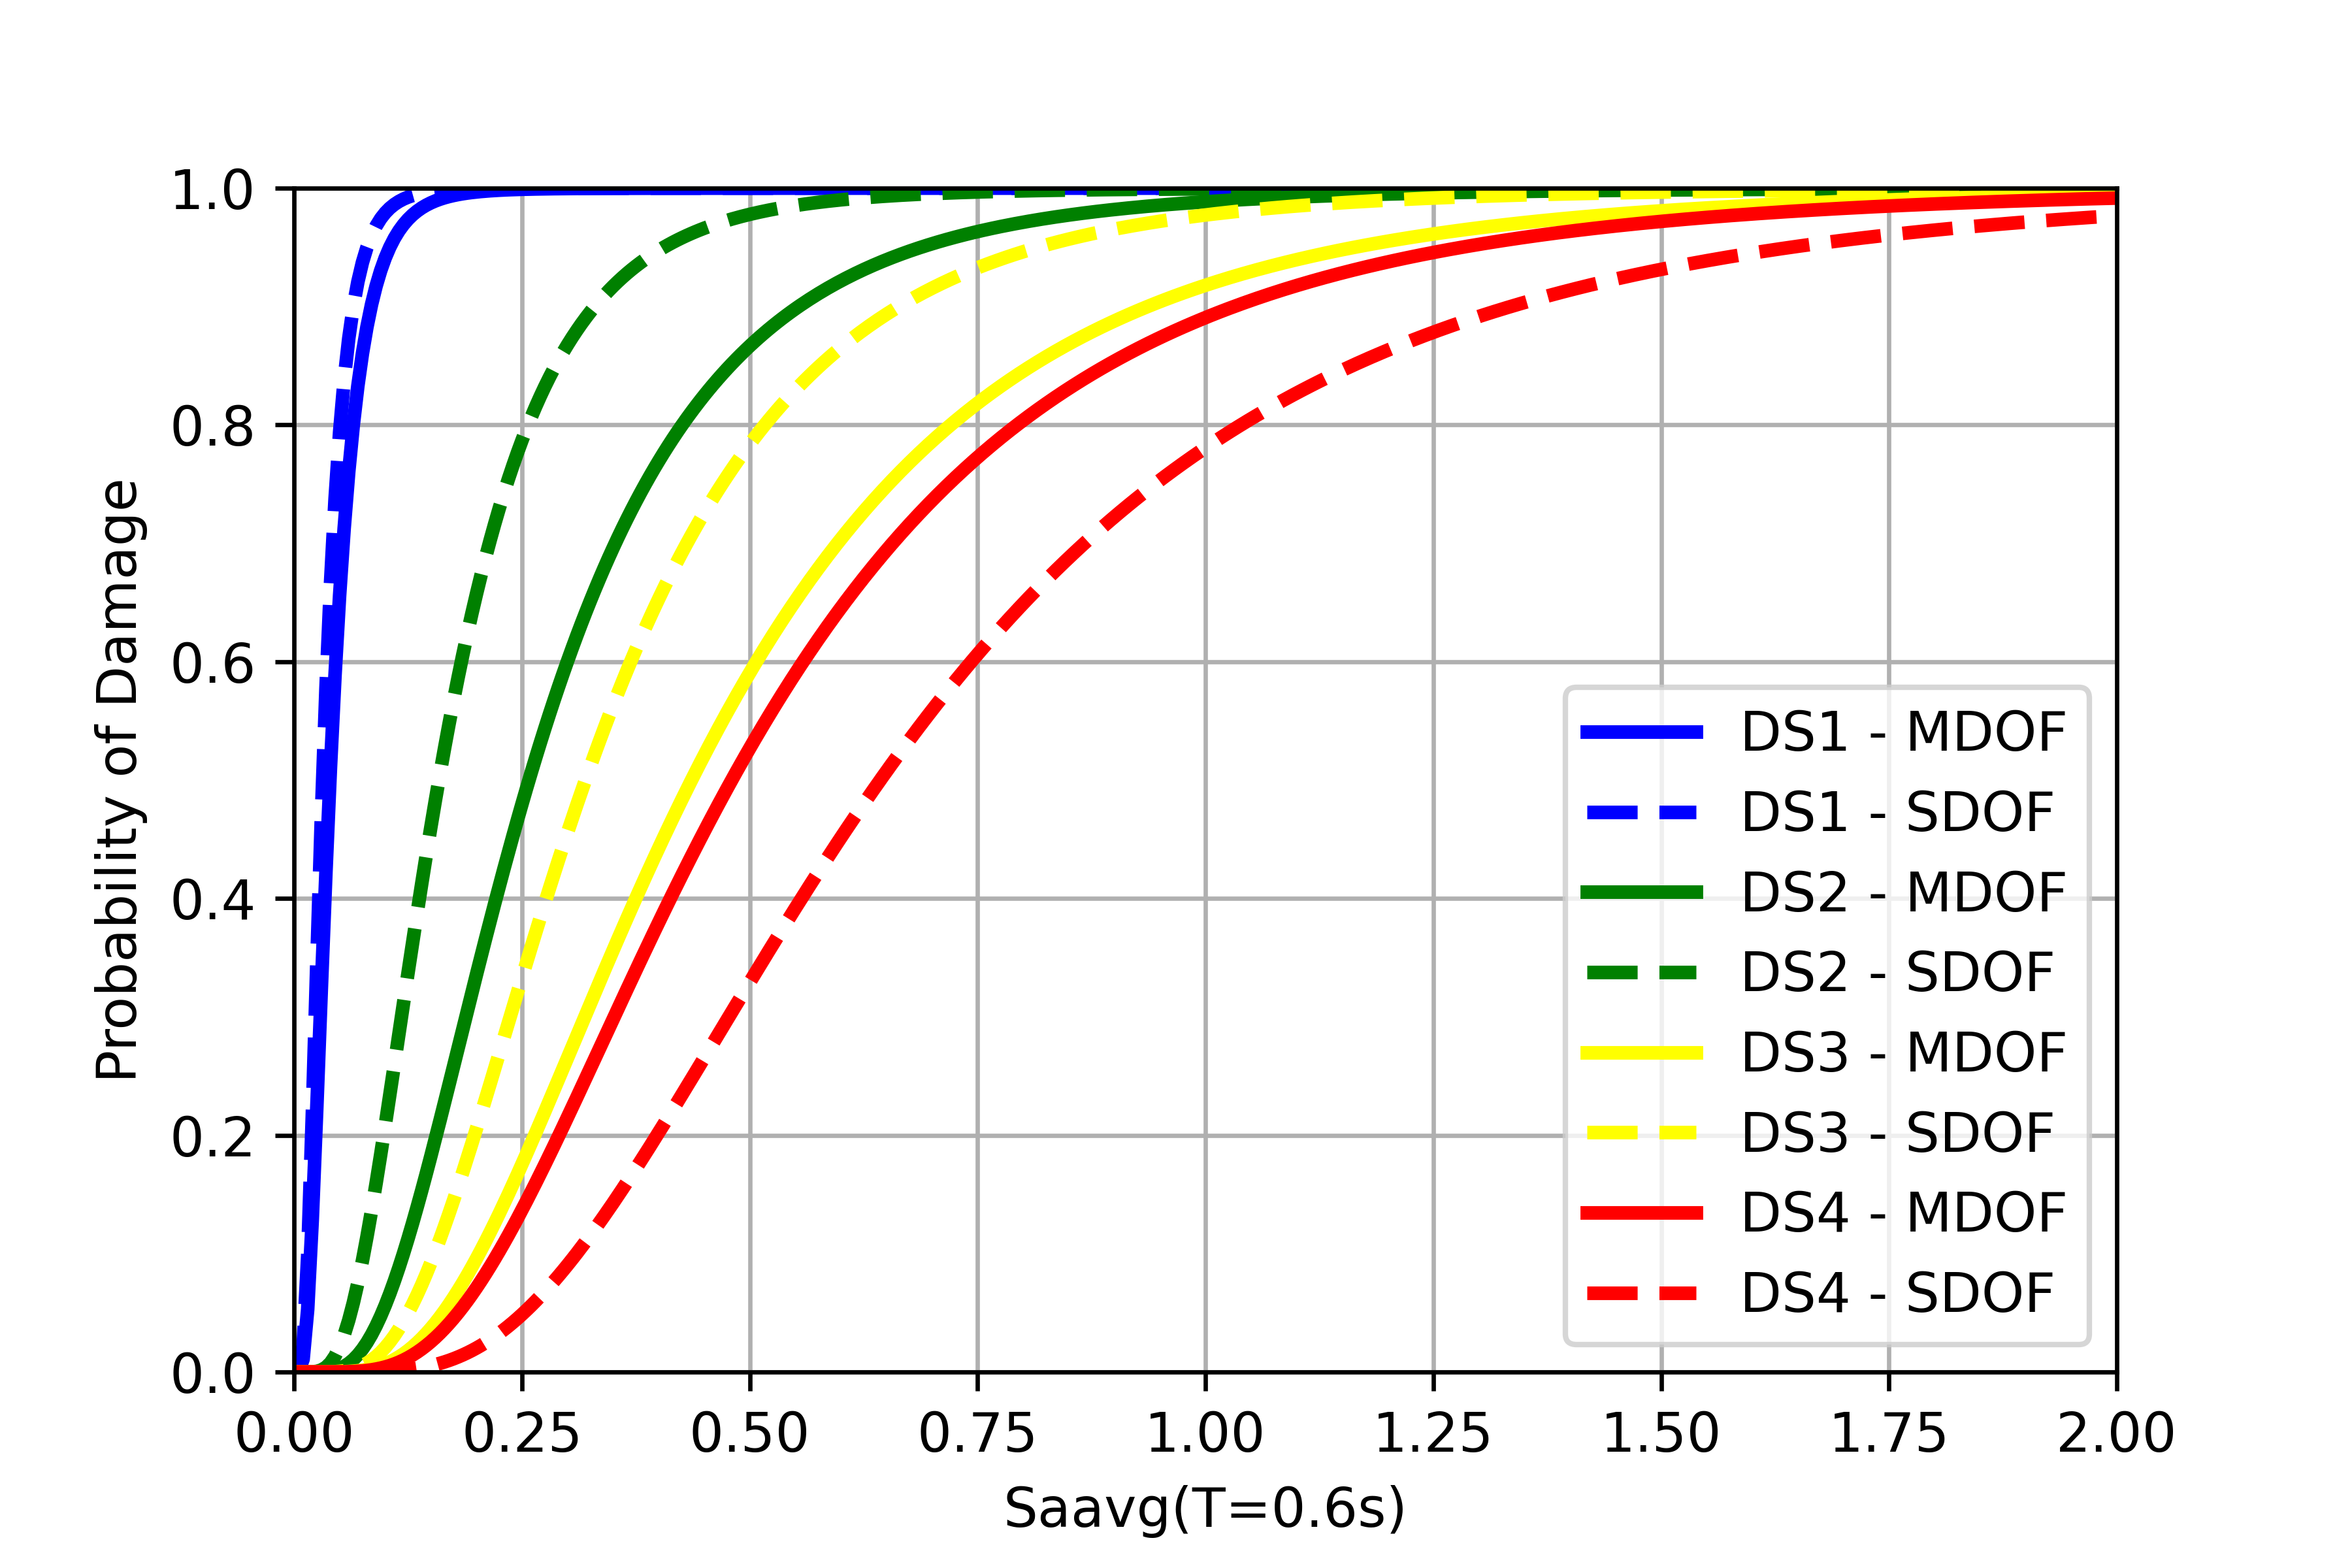 1.0
0.8
0.6
0.4
0.2
0.0
Probability of Damage
0.00 0.25 0.50 0.75 1.00 1.25 1.50 1.75 2.00
Saavg(T=0.6s)
DS1 - MDOF
DS1 - SDOF
DS2 - MDOF
DS2 - SDOF
DS3 - MDOF
DS3 - SDOF
DS4 - MDOF
DS4 - SDOF